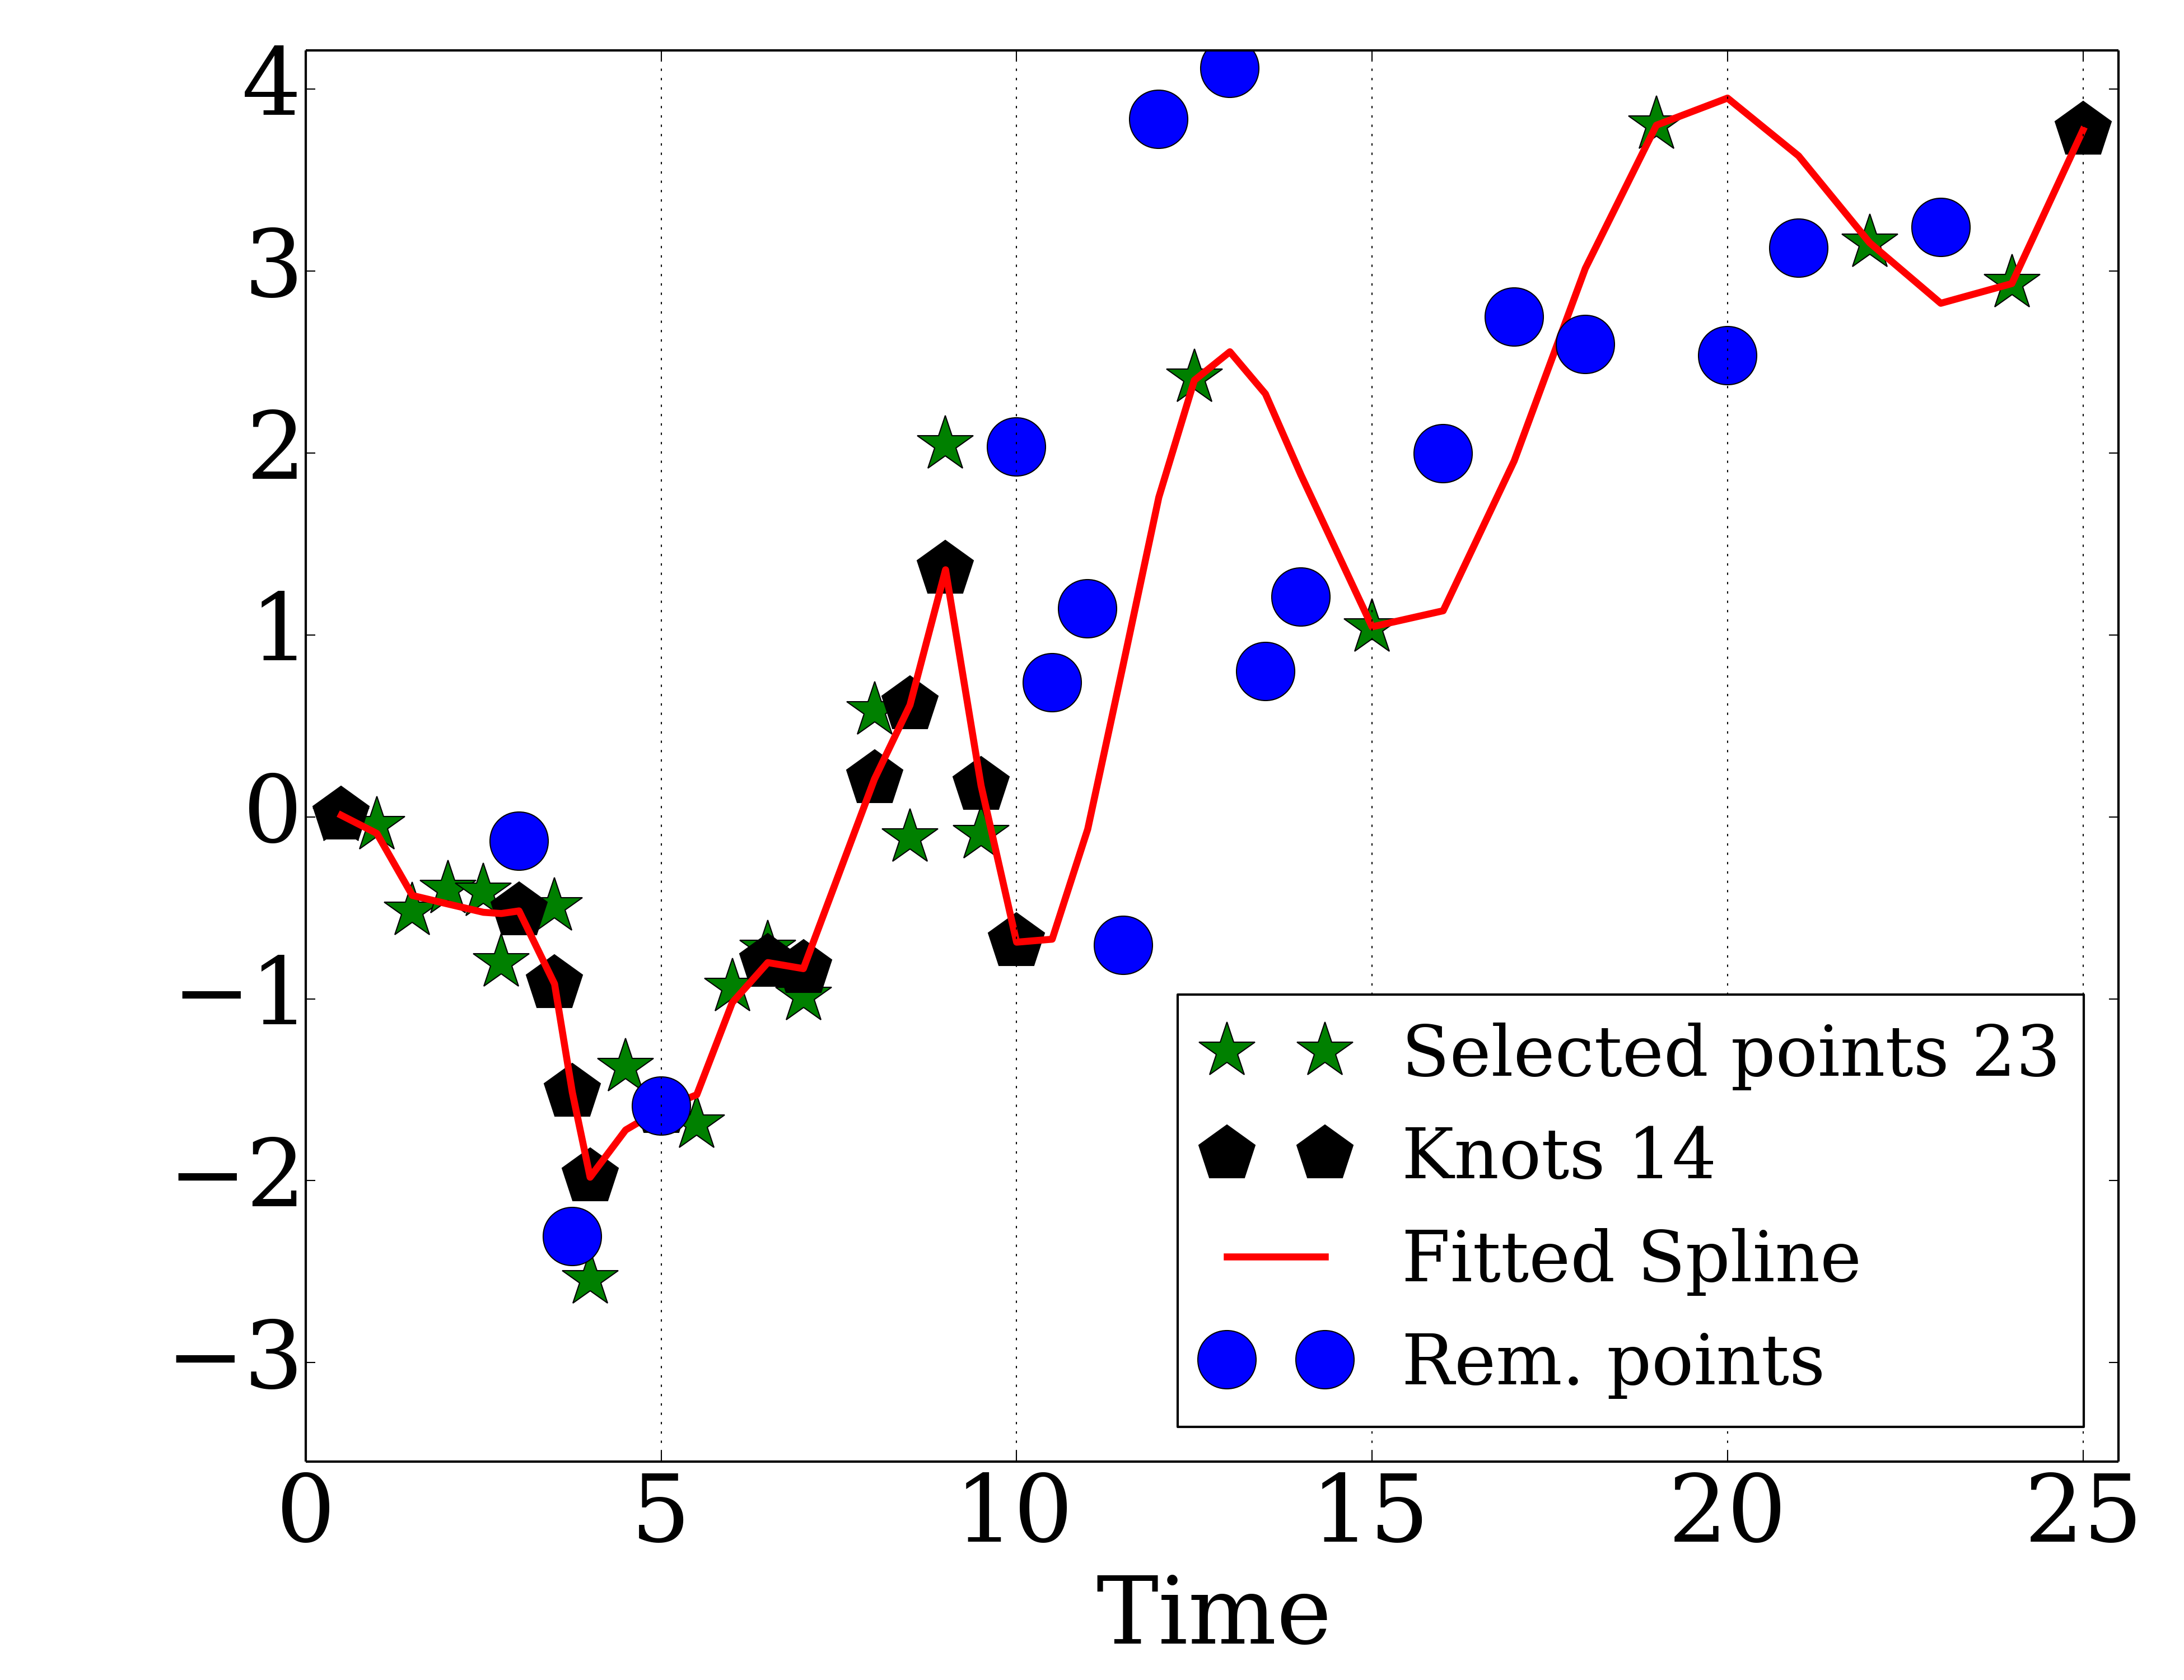 4
3
2
1
0
−1
−2
−3
0 5 10 15 20 25
Time
Selected points 23
Knots 14
Fitted Spline
Rem. points